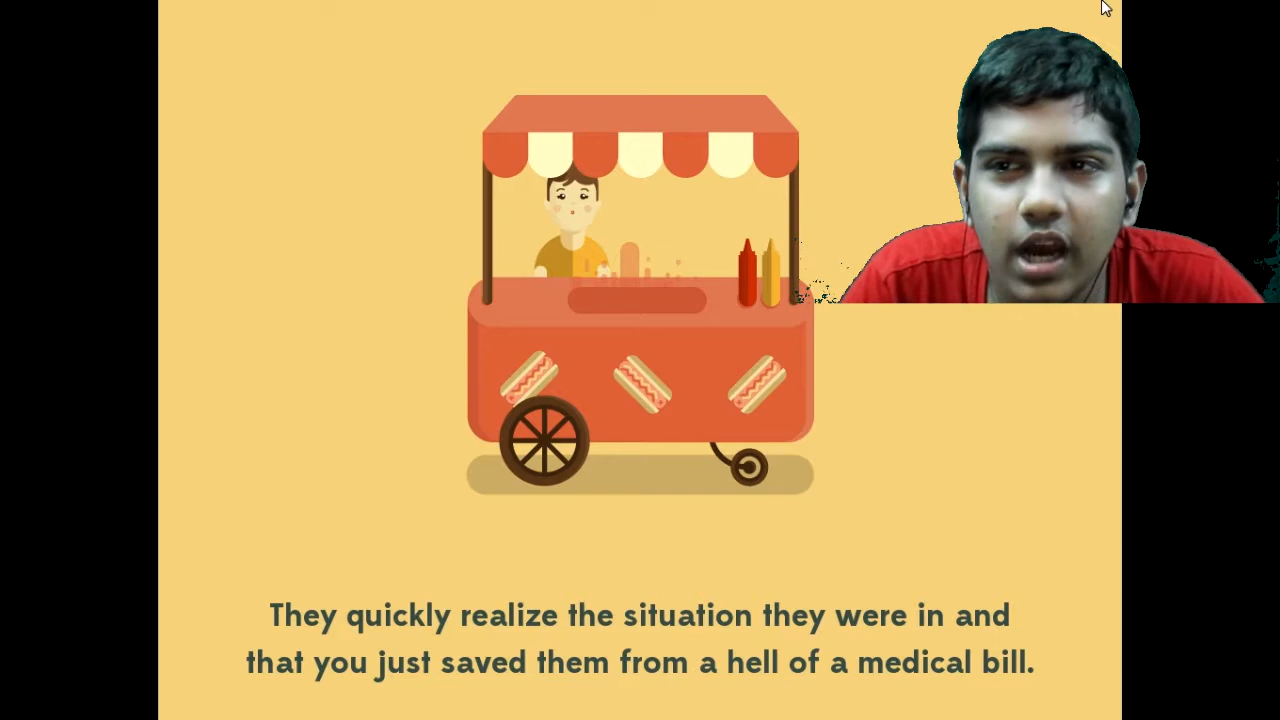 They quickly realize the situation they were in and
that you just saved them from a hell of a medical bill.